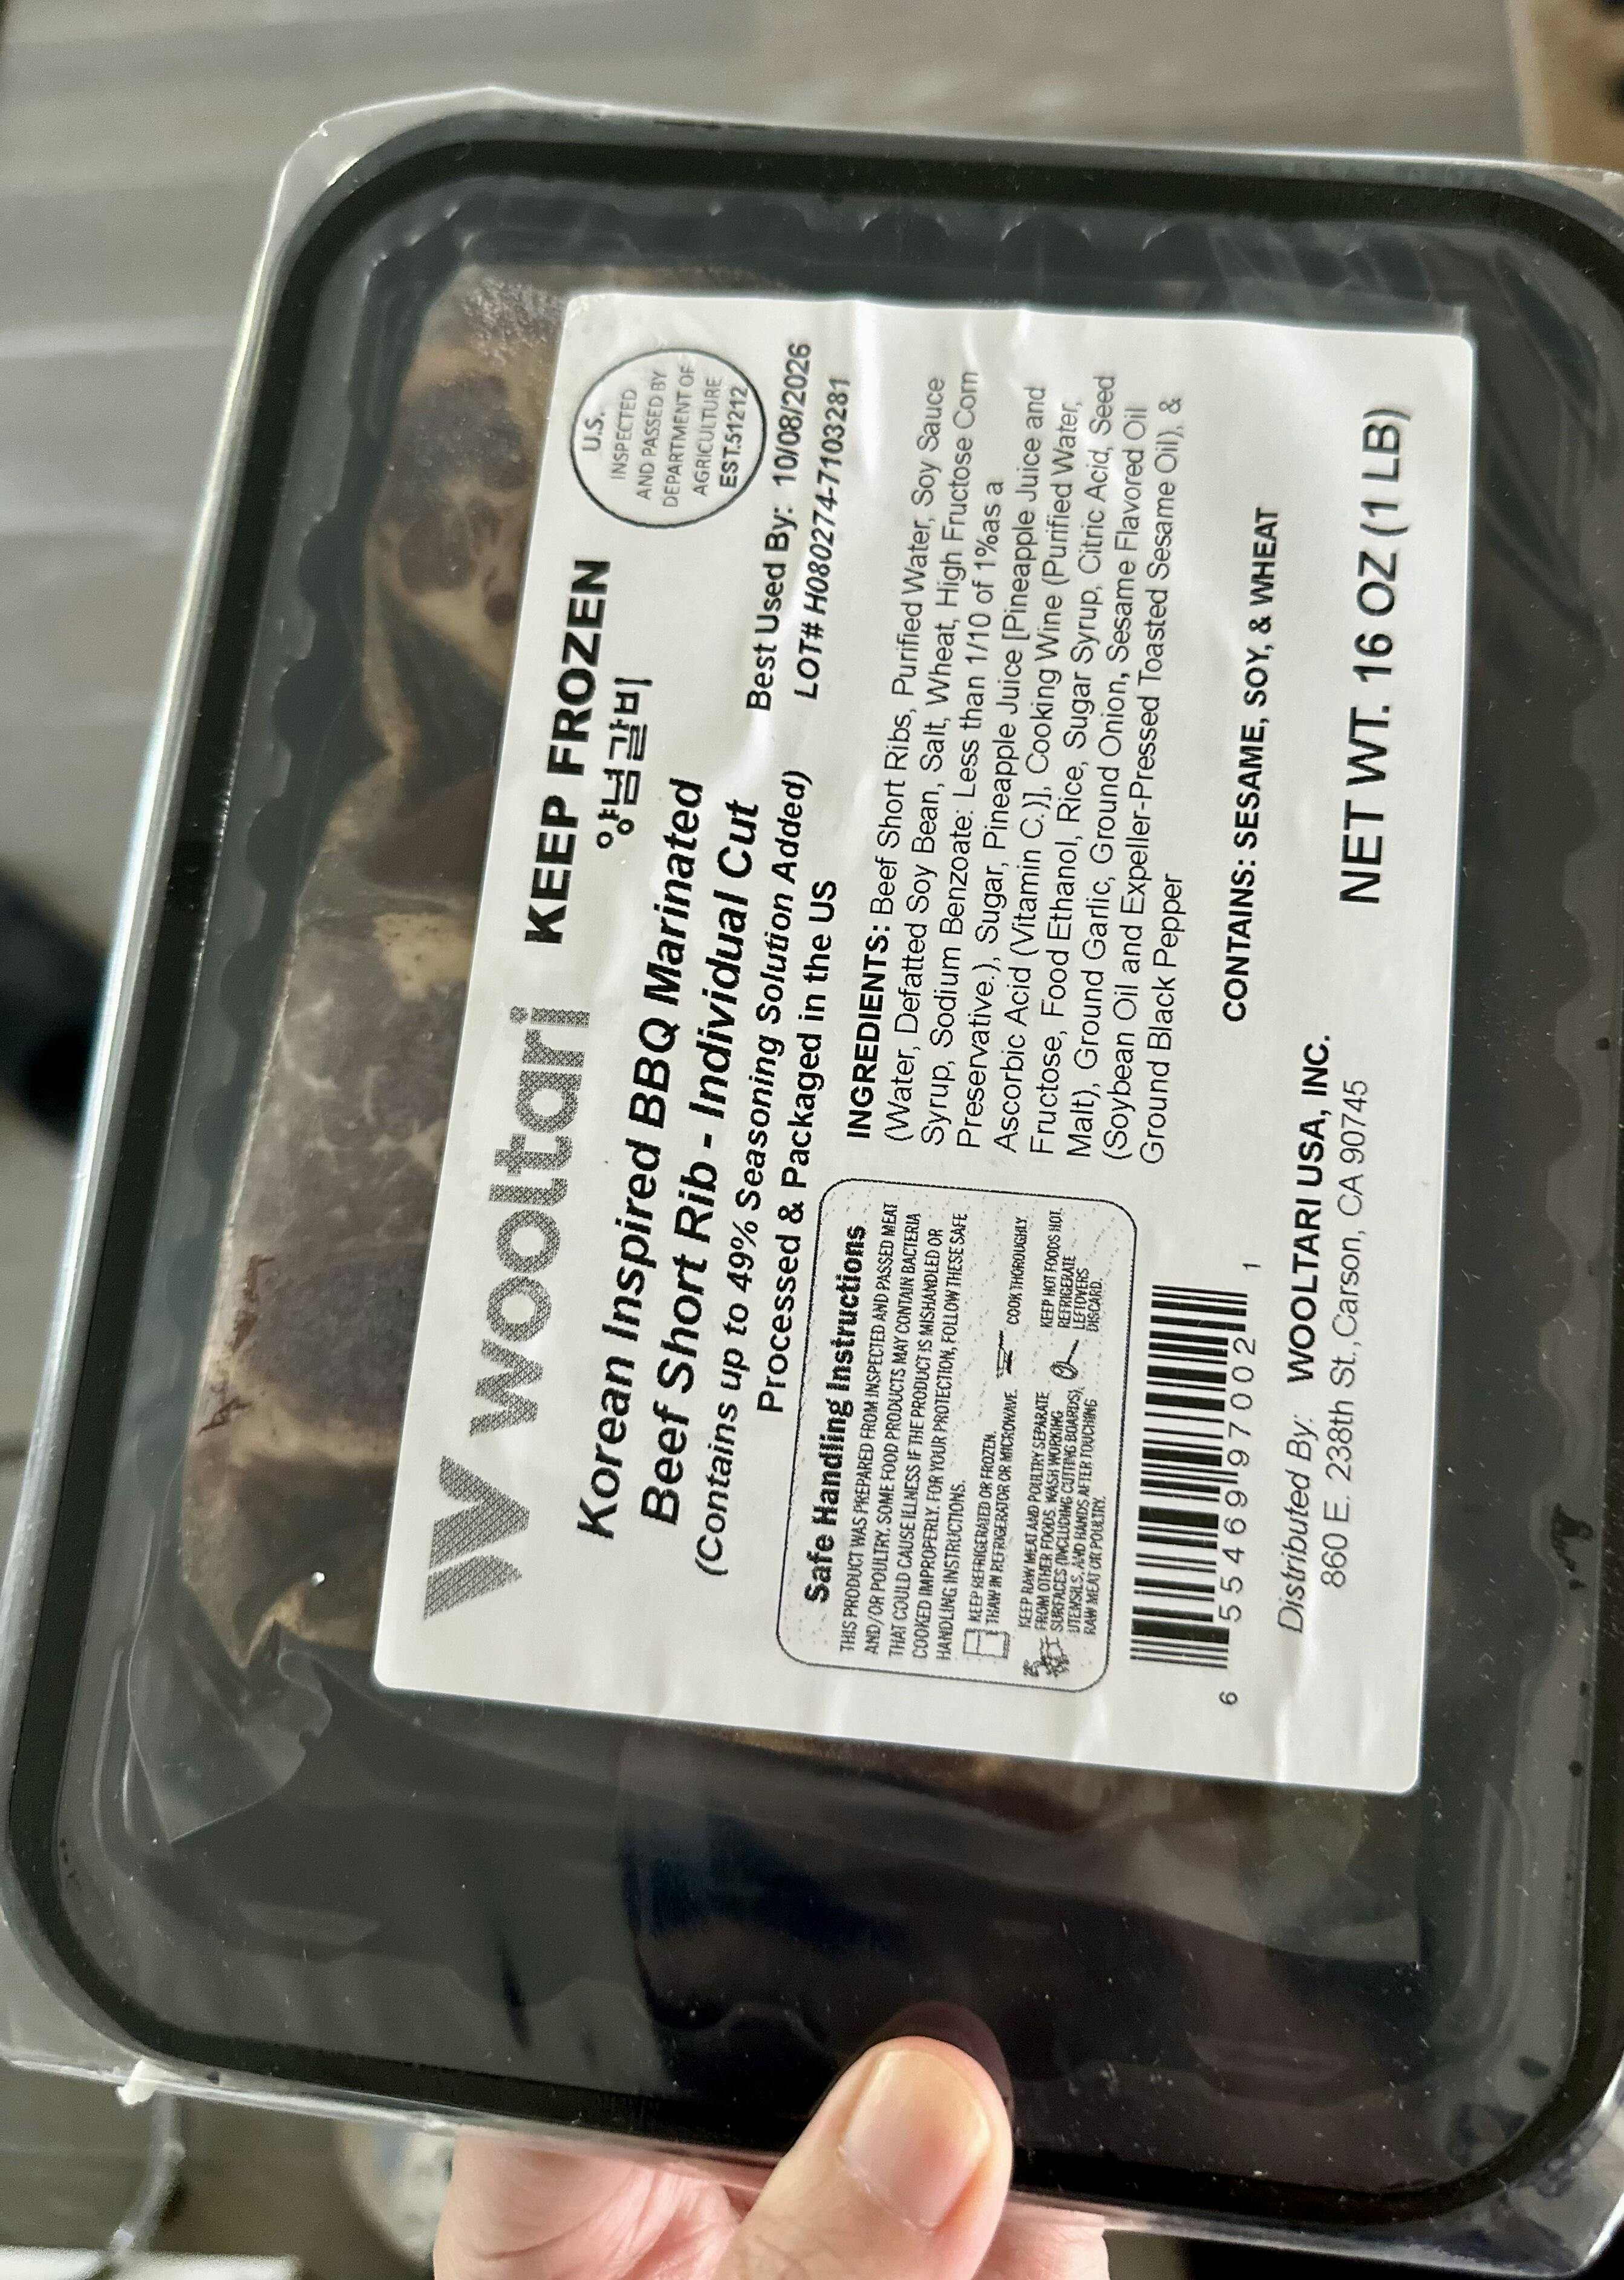 wooltari KEEP FROZEN
양념갈비
U.S.
INSPECTED
AND PASSED BY
DEPARTMENT OF
AGRICULTURE
EST.51212
Korean Inspired BBQ Marinated
Beef Short Rib - Individual Cut
(Contains up to 49% Seasoning Solution Added)
Processed & Packaged in the US
Best Used By: 10/08/2026
LOT# H080274-7103281
Safe Handling Instructions
THIS PRODUCT WAS PREPARED FROM INSPECTED AND PASSED MEAT
AND/OR POULTRY. SOME FOOD PRODUCTS MAY CONTAIN BACTERIA
THAT COULD CAUSE ILLNESS IF THE PRODUCT IS MISHANDLED OR
COOKED IMPROPERLY. FOR YOUR PROTECTION, FOLLOW THESE SAFE
HANDLING INSTRUCTIONS.
KEEP REFRIGERATED OR FROZEN.
THAW IN REFRIGERATOR OR MICROWAVE.
COOK THOROUGHLY
KEEP RAW MEAT AND POULTRY SEPARATE
FROM OTHER FOODS. WASH WORKING
SURFACES (INCLUDING CUTTING BOARDS),
UTENSILS, AND HANDS AFTER TOUCHING
RAW MEAT OR POULTRY.
KEEP HOT FOODS HOT.
REFRIGERATE
LEFTOVERS
DISCARD.
INGREDIENTS: Beef Short Ribs, Purified Water, Soy Sauce
(Water, Defatted Soy Bean, Salt, Wheat, High Fructose Corn
Syrup, Sodium Benzoate: Less than 1/10 of 1%as a
Preservative.), Sugar, Pineapple Juice [Pineapple Juice and
Ascorbic Acid (Vitamin C.)], Cooking Wine (Purified Water,
Fructose, Food Ethanol, Rice, Sugar Syrup, Citric Acid, Seed
Malt), Ground Garlic, Ground Onion, Sesame Flavored Oil
(Soybean Oil and Expeller-Pressed Toasted Sesame Oil), &
Ground Black Pepper
CONTAINS: SESAME, SOY, & WHEAT
6 55469 97002 1
Distributed By: WOOLTARI USA, INC.
860 E. 238th St., Carson, CA 90745
NET WT. 16 OZ (1 LB)